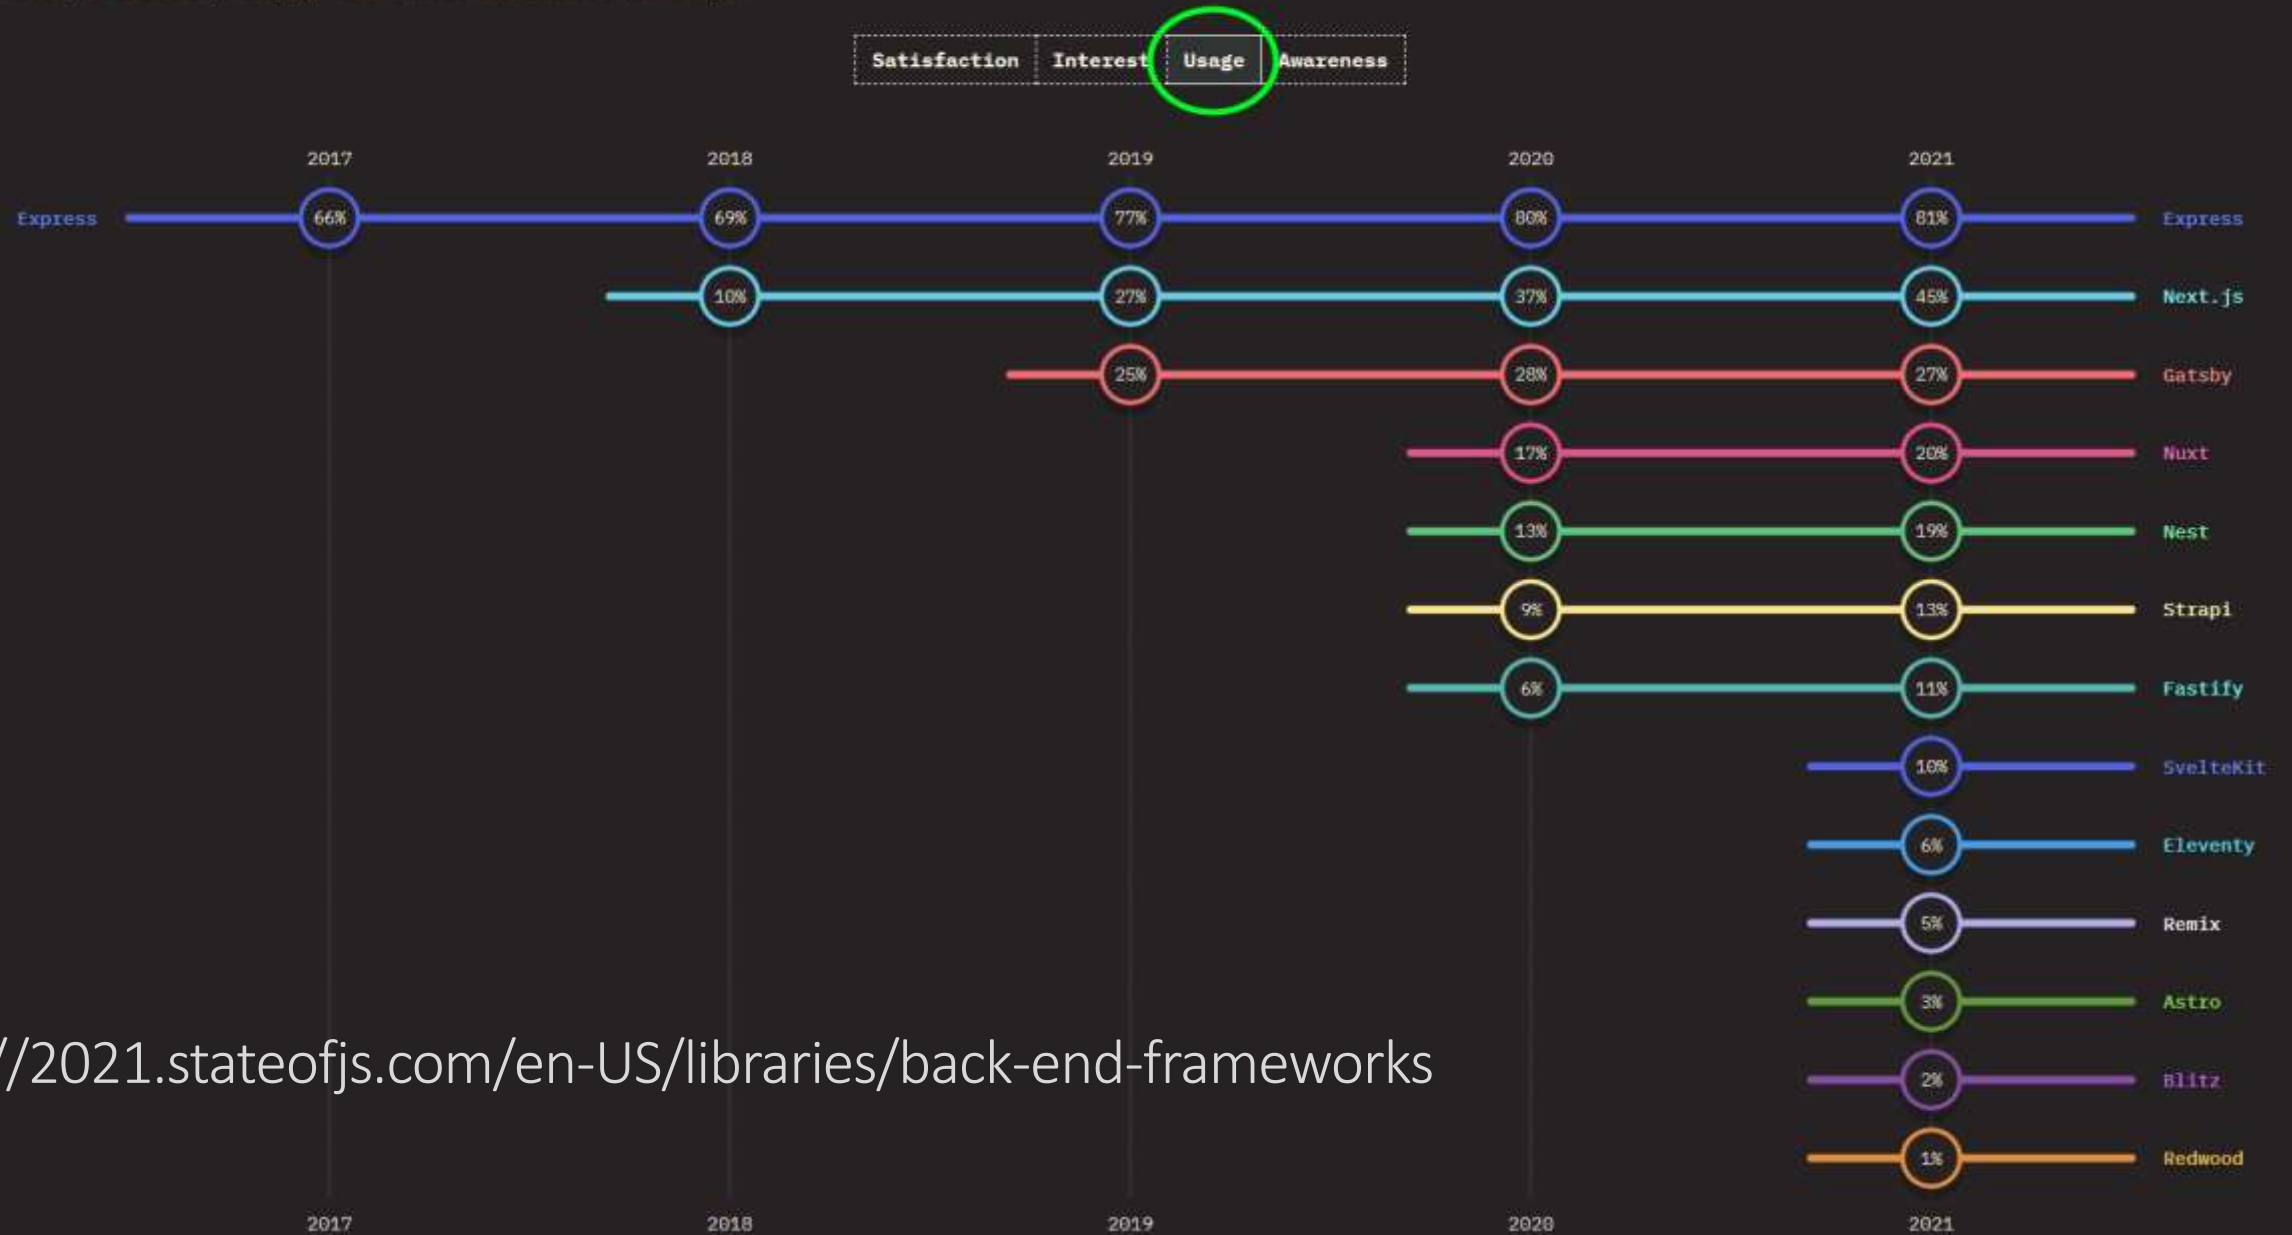 Satisfaction Interest Usage Awareness
2017 2018 2019 2020 2021
Express 66% 69% 77% 80% 81% Express
10% 27% 37% 45% Next.js
25% 28% 27% Gatsby
17% 20% Nuxt
13% 19% Nest
9% 13% Strapi
6% 11% Fastify
10% SvelteKit
6% Eleventy
5% Remix
3% Astro
//2021.stateofjs.com/en-US/libraries/back-end-frameworks
2% Blitz
1% Redwood
2017 2018 2019 2020 2021